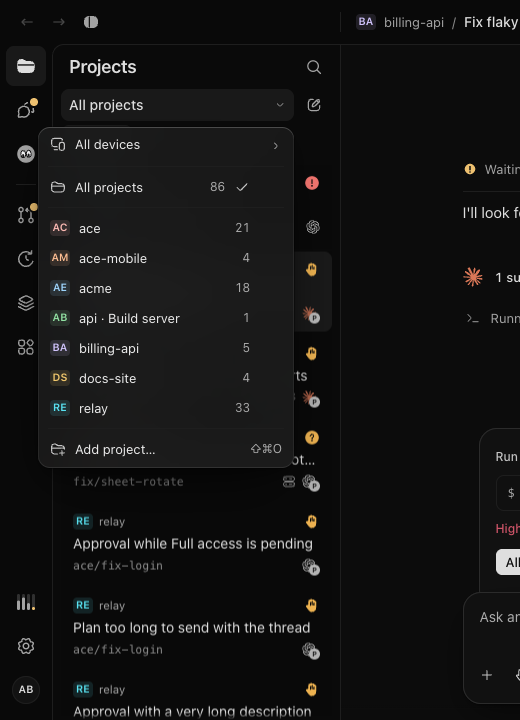 BA billing-api / Fix flaky
Projects
All projects
All devices
All projects 86
AC ace 21
AM ace-mobile 4
AE acme 18
AB api · Build server 1
BA billing-api 5
DS docs-site 4
RE relay 33
Add project... ⇧⌘O
fix/sheet-rotate
RE relay
Approval while Full access is pending
ace/fix-login
RE relay
Plan too long to send with the thread
ace/fix-login
RE relay
Approval with a very long description
AB
Waitin
I'll look f
1 su
Runn
Run
$
High
All
Ask an